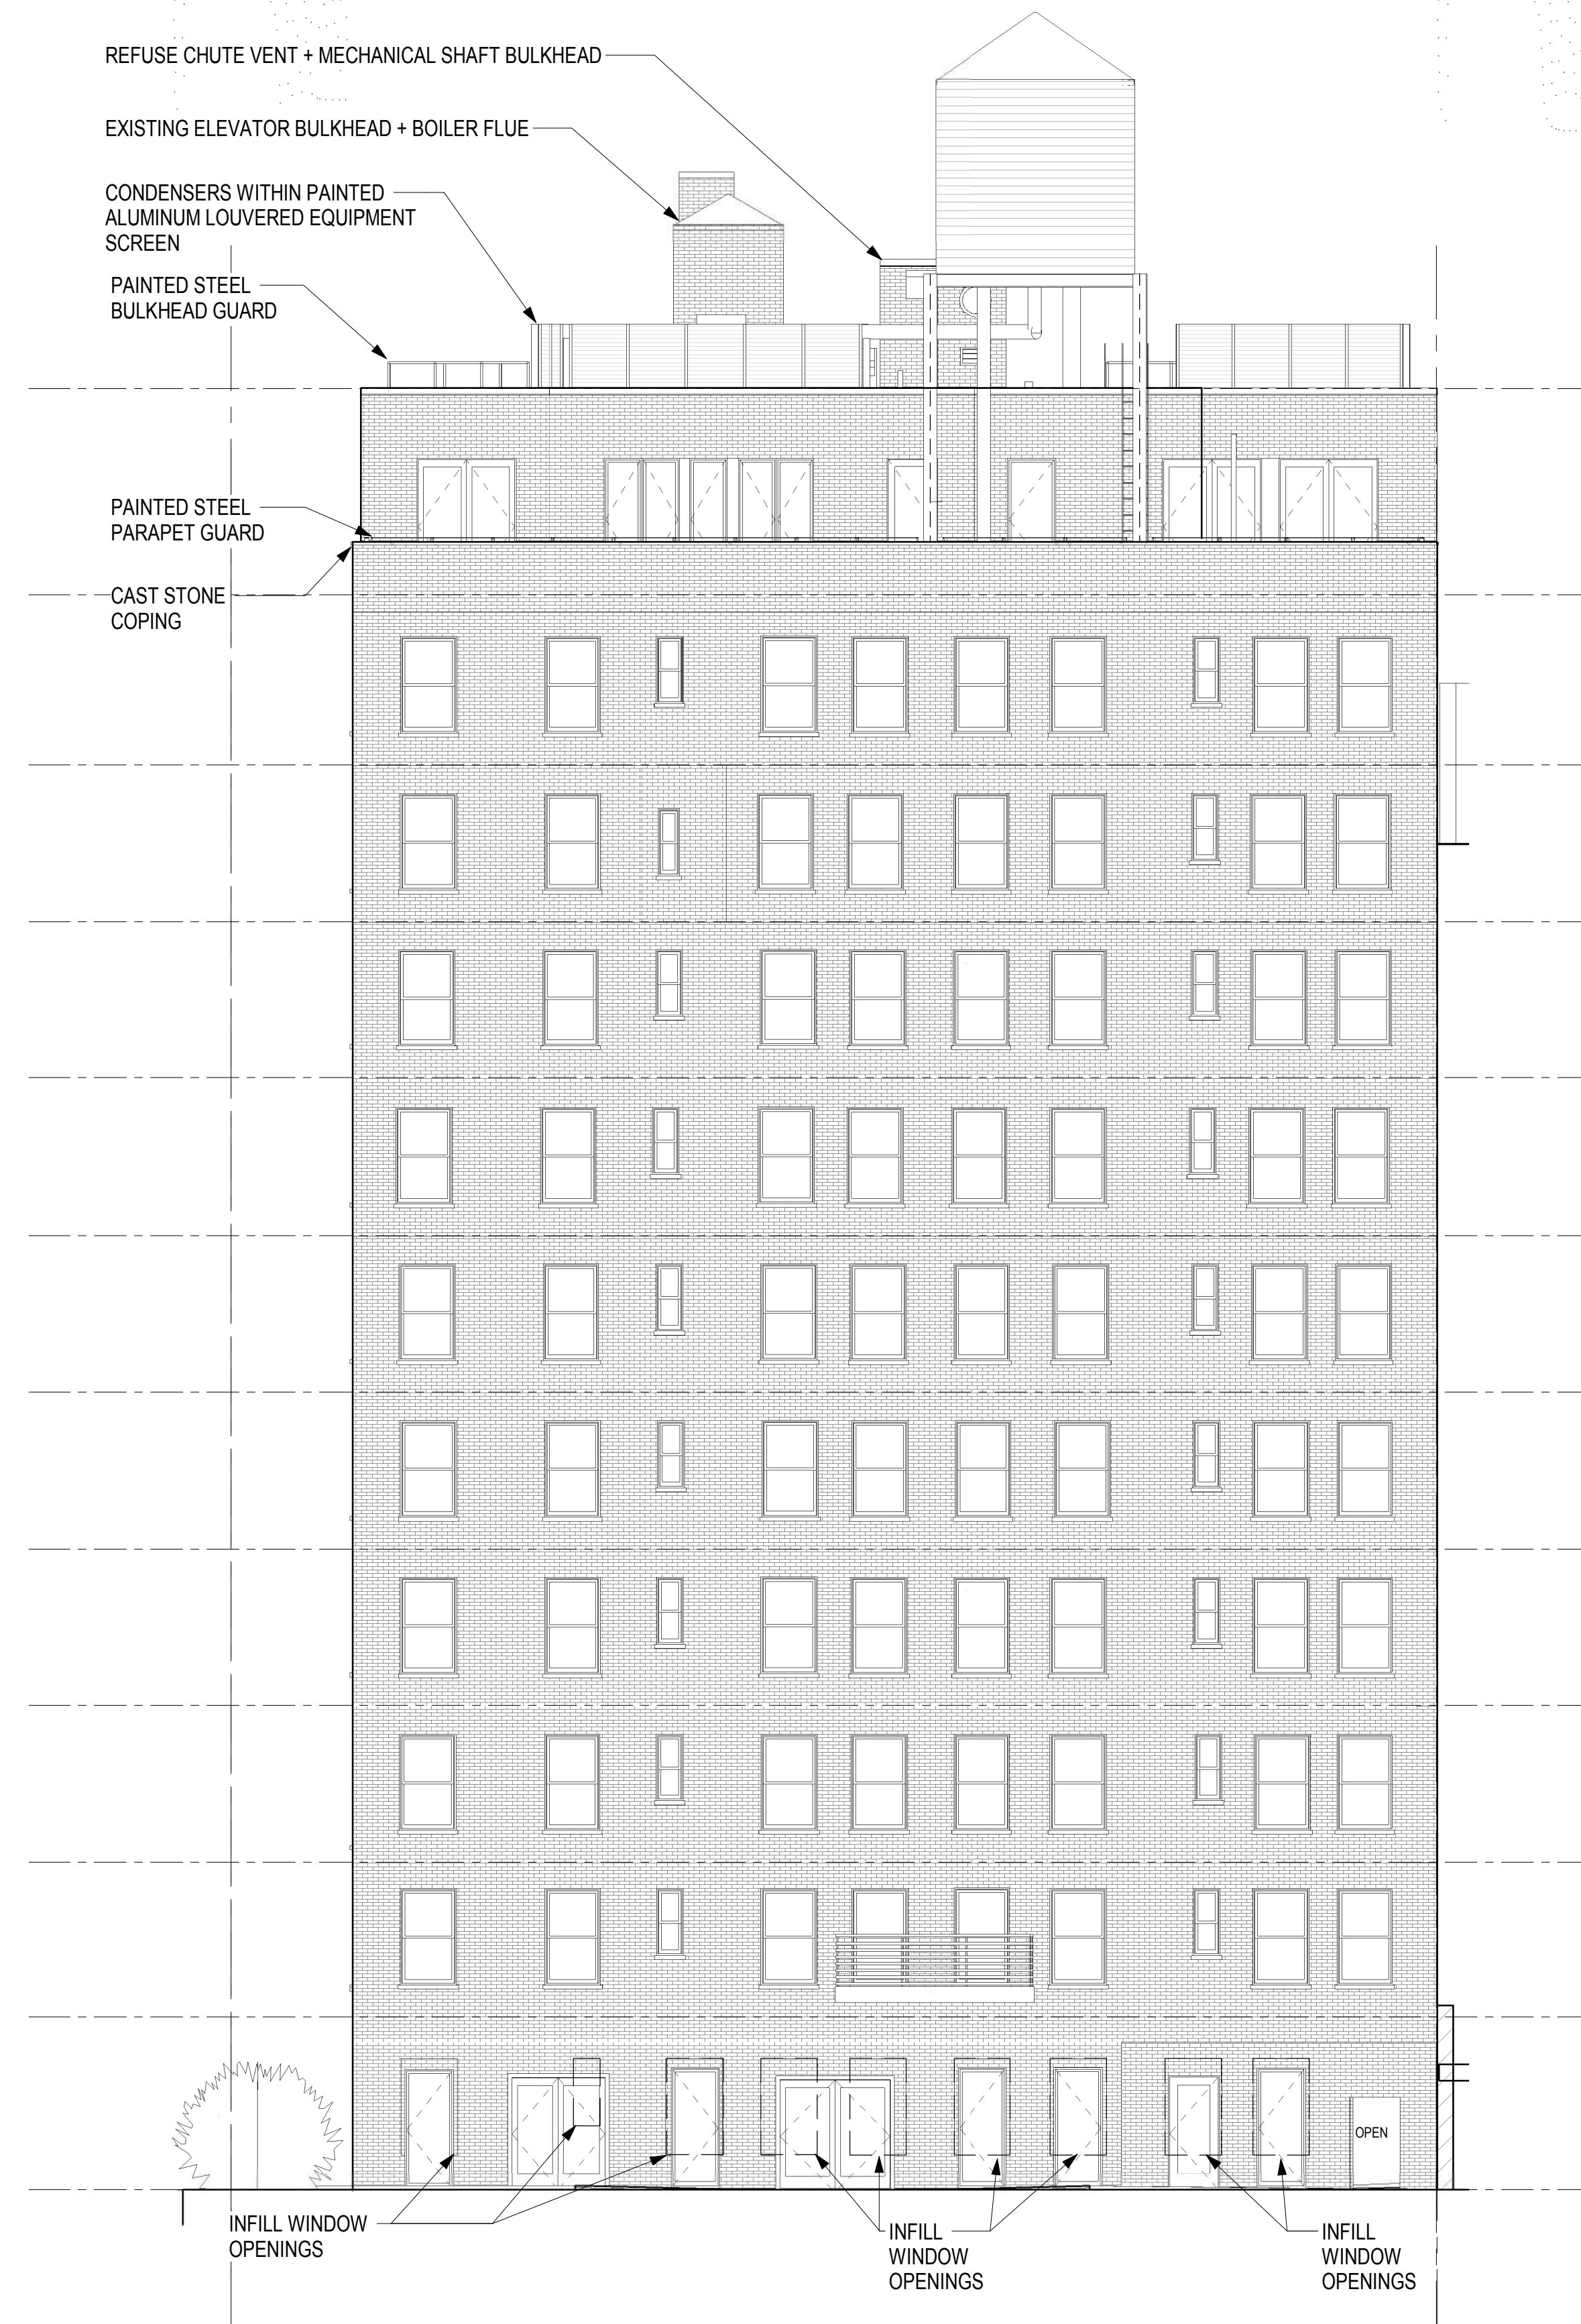 REFUSE CHUTE VENT + MECHANICAL SHAFT BULKHEAD
EXISTING ELEVATOR BULKHEAD + BOILER FLUE
CONDENSERS WITHIN PAINTED
ALUMINUM LOUVERED EQUIPMENT
SCREEN
PAINTED STEEL
BULKHEAD GUARD
PAINTED STEEL
PARAPET GUARD
CAST STONE
COPING
OPEN
INFILL WINDOW
OPENINGS
INFILL
WINDOW
OPENINGS
INFILL
WINDOW
OPENINGS